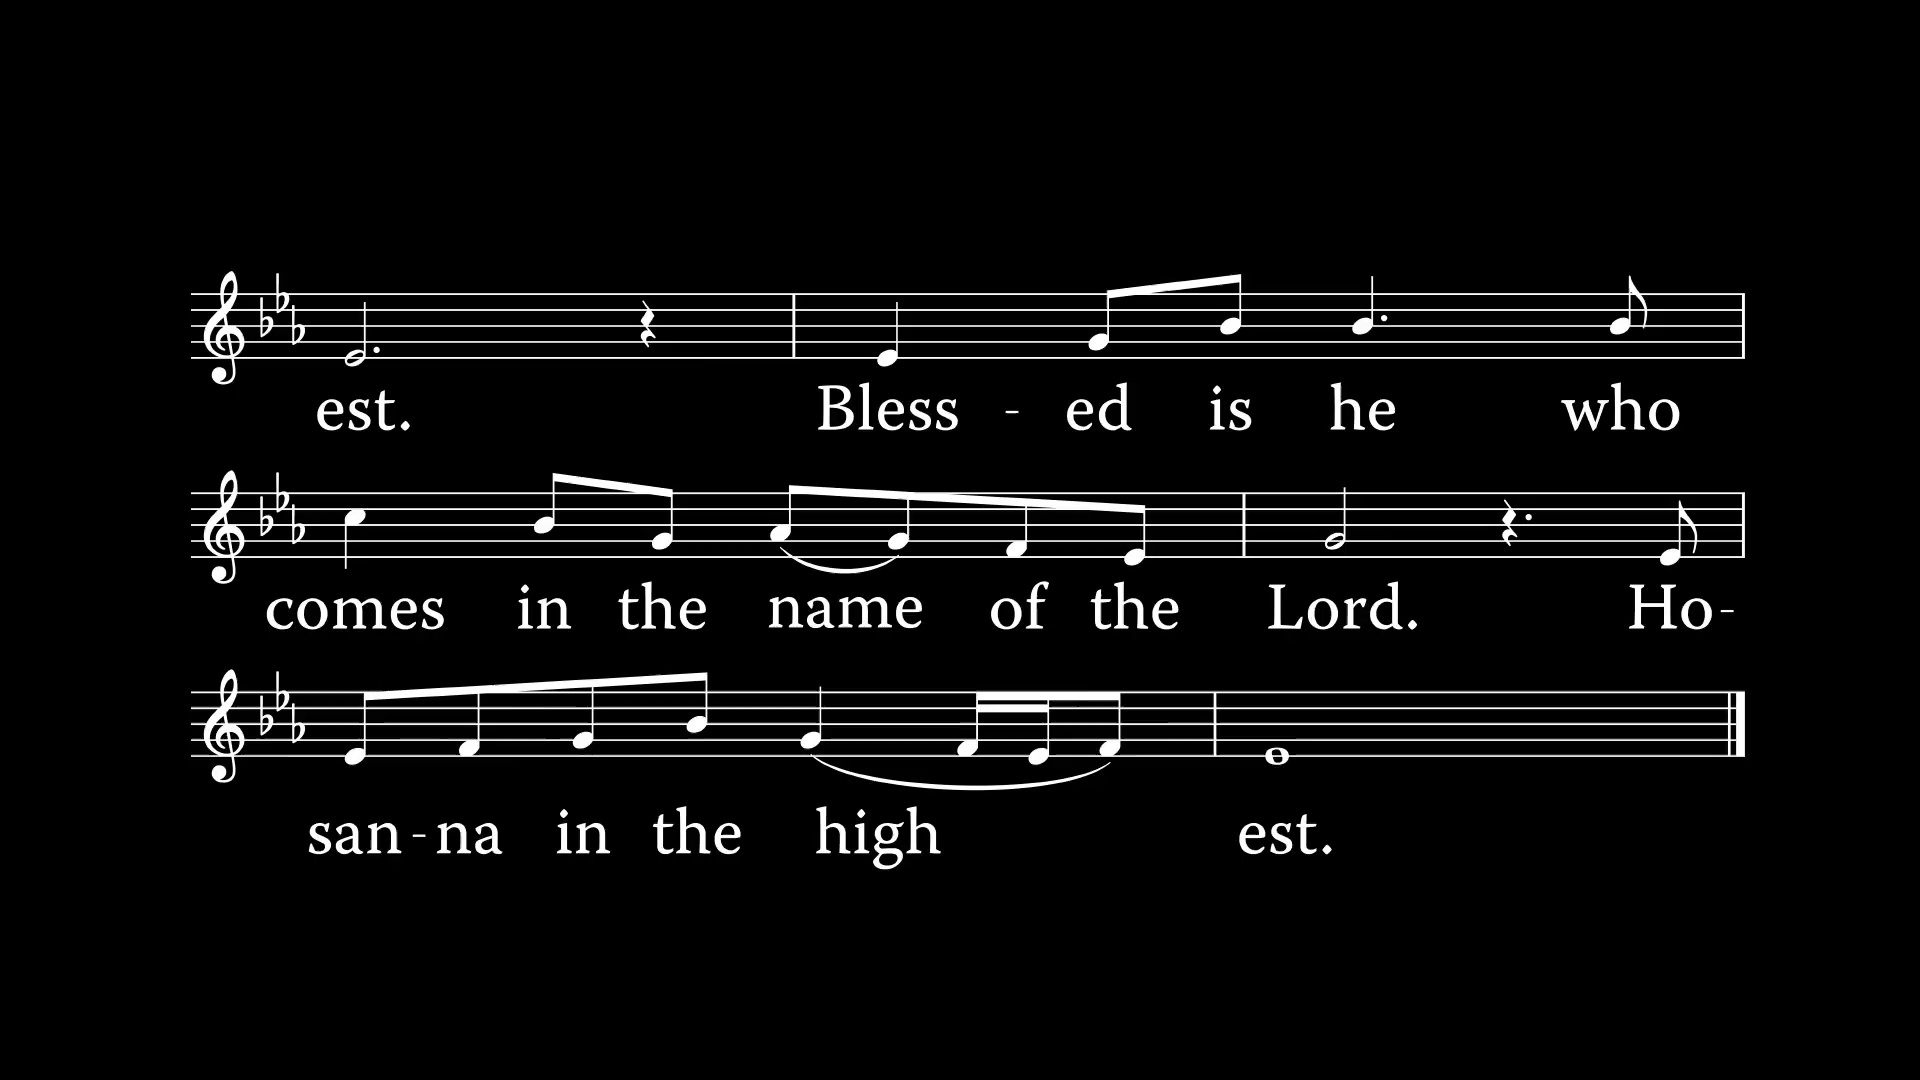 est. Bless - ed is he who
comes in the name of the Lord. Ho-
san-na in the high est.